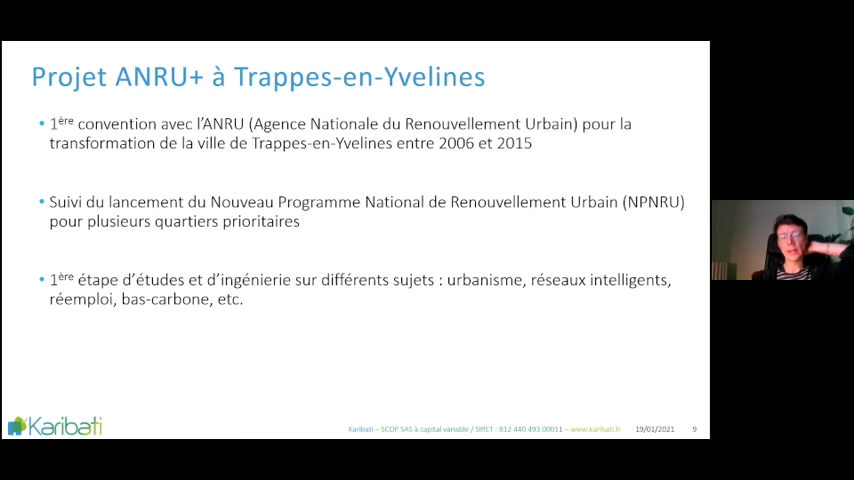 Projet ANRU+ à Trappes-en-Yvelines
• 1ère convention avec l'ANRU (Agence Nationale du Renouvellement Urbain) pour la
transformation de la ville de Trappes-en-Yvelines entre 2006 et 2015
• Suivi du lancement du Nouveau Programme National de Renouvellement Urbain (NPNRU)
pour plusieurs quartiers prioritaires
• 1ère étape d'études et d'ingénierie sur différents sujets : urbanisme, réseaux intelligents,
réemploi, bas-carbone, etc.
Karibati
Karibati – SCOP SAS à capital variable / SIRET : 812 440 493 00011 – www.karibati.fr 19/01/2021 9